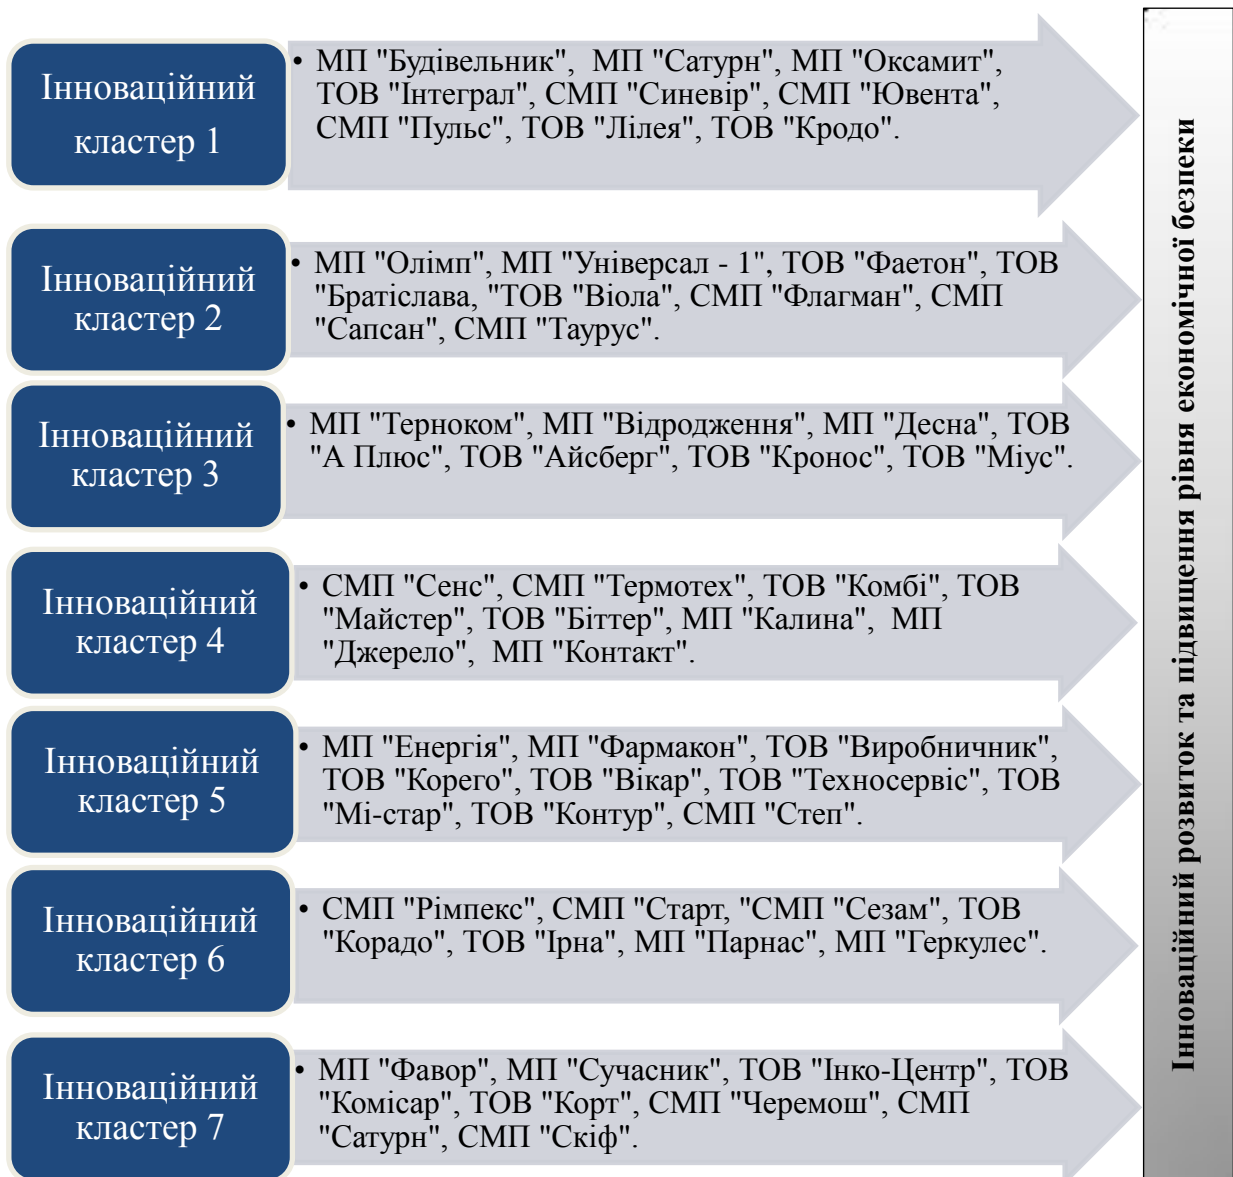 Інноваційний
кластер 1
• МП "Будівельник", МП "Сатурн", МП "Оксамит",
ТОВ "Інтеграл", СМП "Синевір", СМП "Ювента",
СМП "Пульс", ТОВ "Лілея", ТОВ "Кродо".
Інноваційний
кластер 2
• МП "Олімп", МП "Універсал - 1", ТОВ "Фаетон", ТОВ
"Братіслава, "ТОВ "Віола", СМП "Флагман", СМП
"Сапсан", СМП "Таурус".
Інноваційний
кластер 3
• МП "Терноком", МП "Відродження", МП "Десна", ТОВ
"А Плюс", ТОВ "Айсберг", ТОВ "Кронос", ТОВ "Міус".
Інноваційний
кластер 4
• СМП "Сенс", СМП "Термотех", ТОВ "Комбі", ТОВ
"Майстер", ТОВ "Біттер", МП "Калина", МП
"Джерело", МП "Контакт".
Інноваційний
кластер 5
• МП "Енергія", МП "Фармакон", ТОВ "Виробничник",
ТОВ "Корего", ТОВ "Вікар", ТОВ "Техносервіс", ТОВ
"Мі-стар", ТОВ "Контур", СМП "Степ".
Інноваційний
кластер 6
• СМП "Рімпекс", СМП "Старт, "СМП "Сезам", ТОВ
"Корадо", ТОВ "Ірна", МП "Парнас", МП "Геркулес".
Інноваційний
кластер 7
• МП "Фавор", МП "Сучасник", ТОВ "Інко-Центр", ТОВ
"Комісар", ТОВ "Корт", СМП "Черемош", СМП
"Сатурн", СМП "Скіф".
Інноваційний розвиток та підвищення рівня економічної безпеки